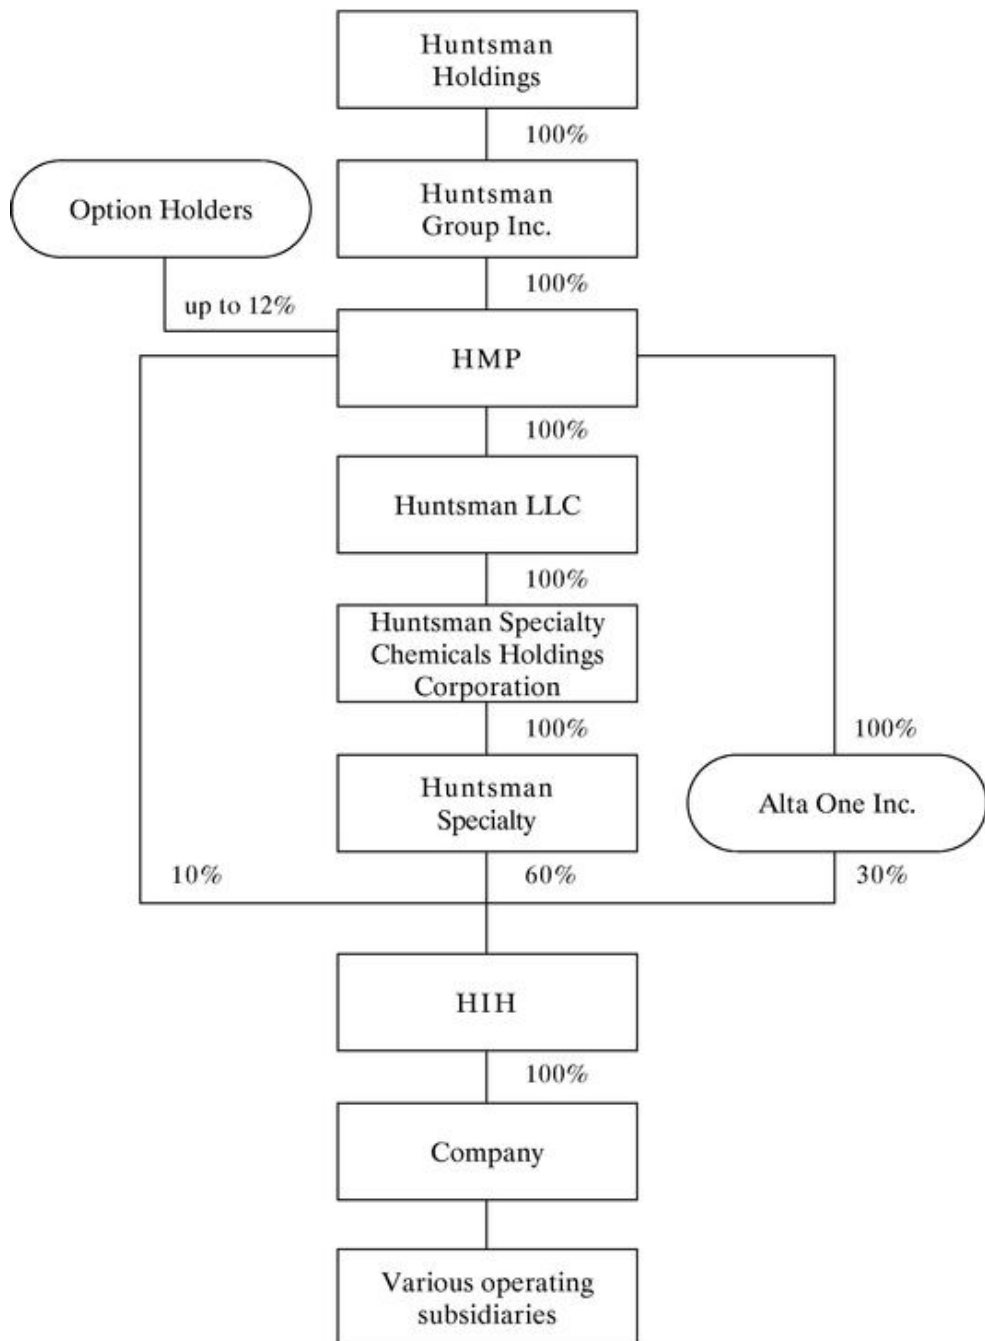 Huntsman
Holdings
100%
Option Holders
Huntsman
Group Inc.
up to 12%
100%
HMP
100%
Huntsman LLC
100%
Huntsman Specialty
Chemicals Holdings
Corporation
100%
100%
Huntsman
Specialty
Alta One Inc.
10%
60%
30%
HIH
100%
Company
Various operating
subsidiaries